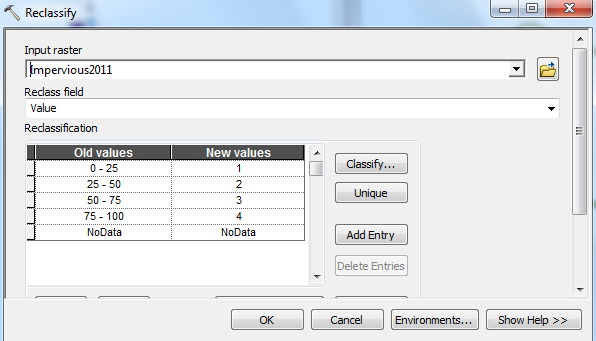 Reclassify
Input raster
Impervious2011
Reclass field
Value
Reclassification
Old values New values
0 - 25 1
25 - 50 2
50 - 75 3
75 - 100 4
NoData NoData
Classify...
Unique
Add Entry
Delete Entries
OK Cancel Environments... Show Help >>